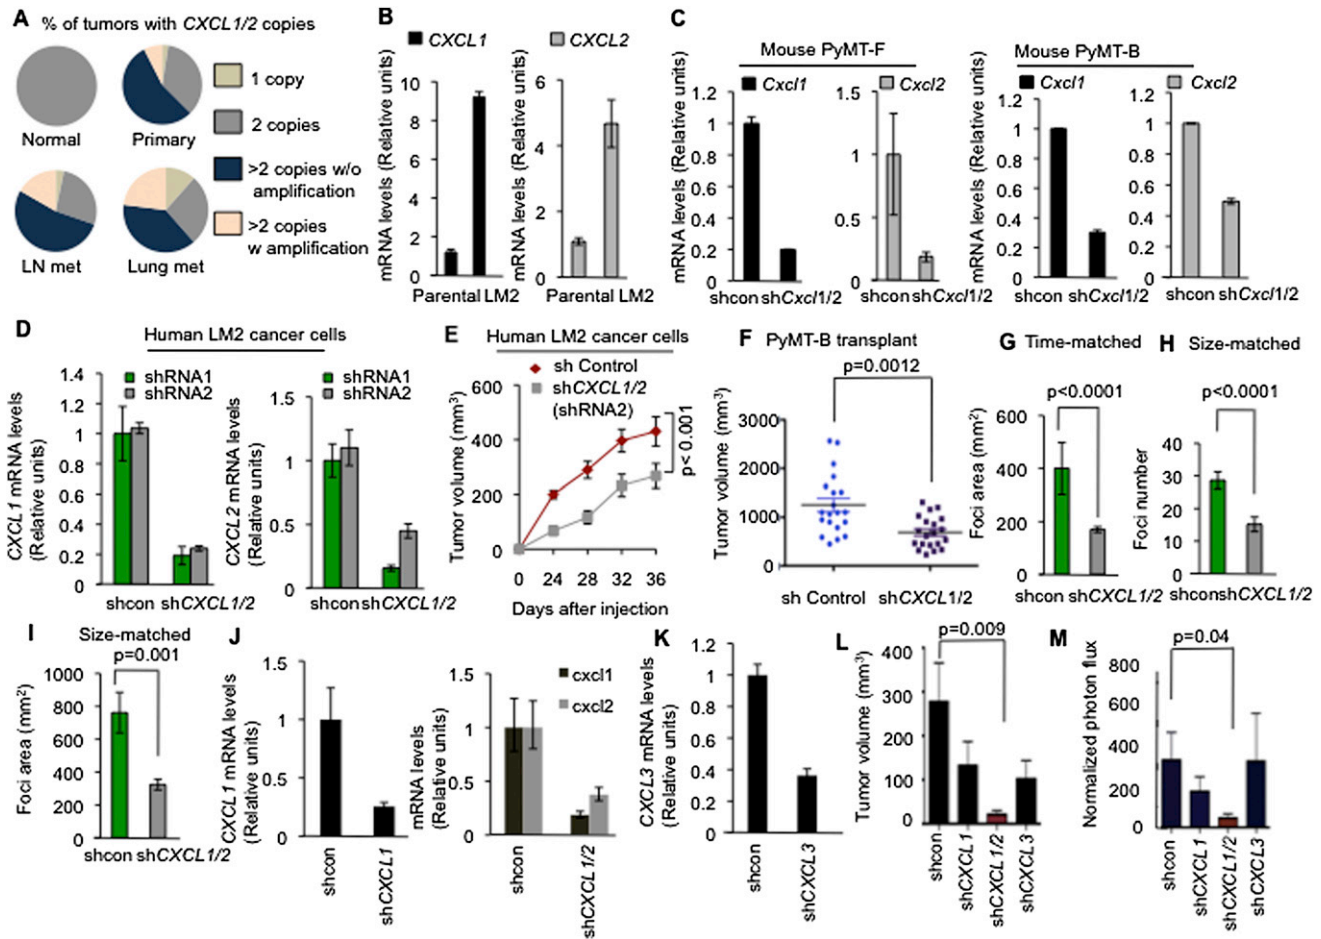 A
% of tumors with CXCL1/2 copies
Normal
Primary
LN met
Lung met
1 copy
2 copies
>2 copies w/o
amplification
>2 copies
w amplification
B
CXCL1
mRNA levels (Relative units)
10
8
6
4
2
0
Parental LM2
CXCL2
mRNA levels (Relative units)
6
4
2
0
Parental LM2
C
Mouse PyMT-F
Cxcl1
mRNA levels (Relative units)
1.2
1
0.8
0.6
0.4
0.2
0
shcon shCxcl1/2
Cxcl2
1.5
1
0.5
0
shcon shCxcl1/2
Mouse PyMT-B
Cxcl1
mRNA levels (Relative units)
1.2
1
0.8
0.6
0.4
0.2
0
shcon shCxcl1/2
Cxcl2
1.2
1
0.8
0.6
0.4
0.2
0
shcon shCxcl1/2
D
Human LM2 cancer cells
shRNA1
shRNA2
CXCL1 mRNA levels
(Relative units)
1.4
1.2
1
0.8
0.6
0.4
0.2
0
shcon shCXCL1/2
shRNA1
shRNA2
CXCL2 mRNA levels
(Relative units)
1.5
1
0.5
0
shcon shCXCL1/2
E
Human LM2 cancer cells
sh Control
shCXCL1/2
(shRNA2)
Tumor volume (mm3)
600
400
200
0
p< 0.001
0 24 28 32 36
Days after injection
F
PyMT-B transplant
p=0.0012
Tumor volume (mm3)
3000
2000
1000
0
sh Control shCXCL1/2
G
Time-matched
p<0.0001
Foci area (mm2)
600
400
200
0
shcon shCXCL1/2
H
Size-matched
p<0.0001
Foci number
40
30
20
10
0
shconshCXCL1/2
I
Size-matched
p=0.001
Foci area (mm2)
1000
800
600
400
200
0
shcon shCXCL1/2
J
CXCL1 mRNA levels
(Relative units)
1.5
1
0.5
0
shcon
shCXCL1
cxcl1
cxcl2
mRNA levels
(Relative units)
1.5
1
1.5
0
shcon
shCXCL1/2
K
CXCL3 mRNA levels
(Relative units)
1.2
1
0.8
0.6
0.4
0.2
0
shcon
shCXCL3
L
p=0.009
Tumor volume (mm3)
400
300
200
100
0
shcon
shCXCL1
shCXCL1/2
shCXCL3
M
p=0.04
Normalized photon flux
800
600
400
200
0
shcon
shCXCL1
shCXCL1/2
shCXCL3